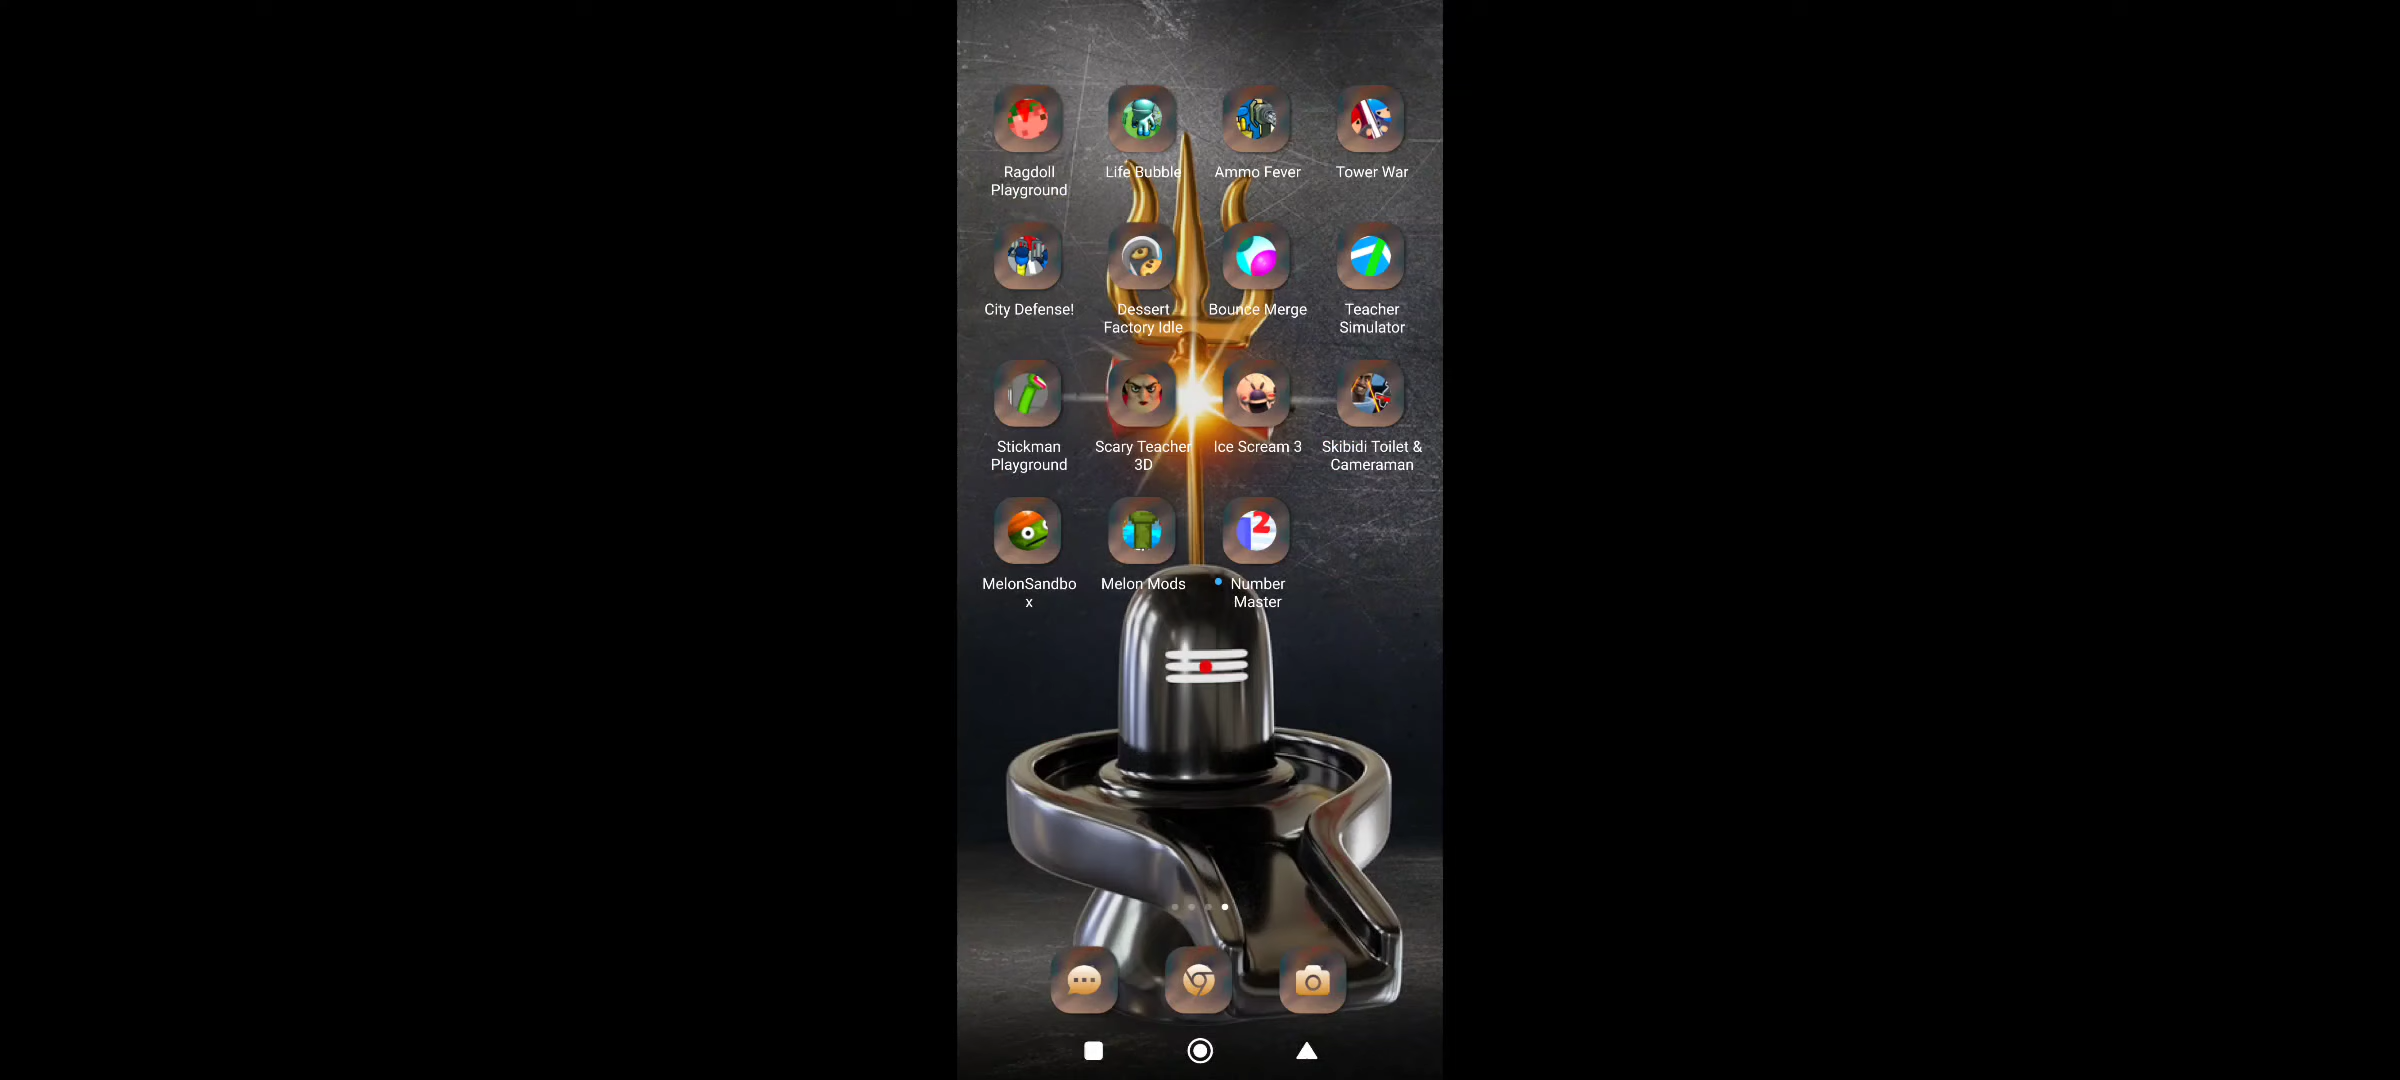 Ragdoll
Playground
Life Bubble
Ammo Fever
Tower War
City Defense!
Dessert
Factory Idle
Bounce Merge
Teacher
Simulator
Stickman
Playground
Scary Teacher
3D
Ice Scream 3
Skibidi Toilet &
Cameraman
2
MelonSandbo
x
Melon Mods
Number
Master